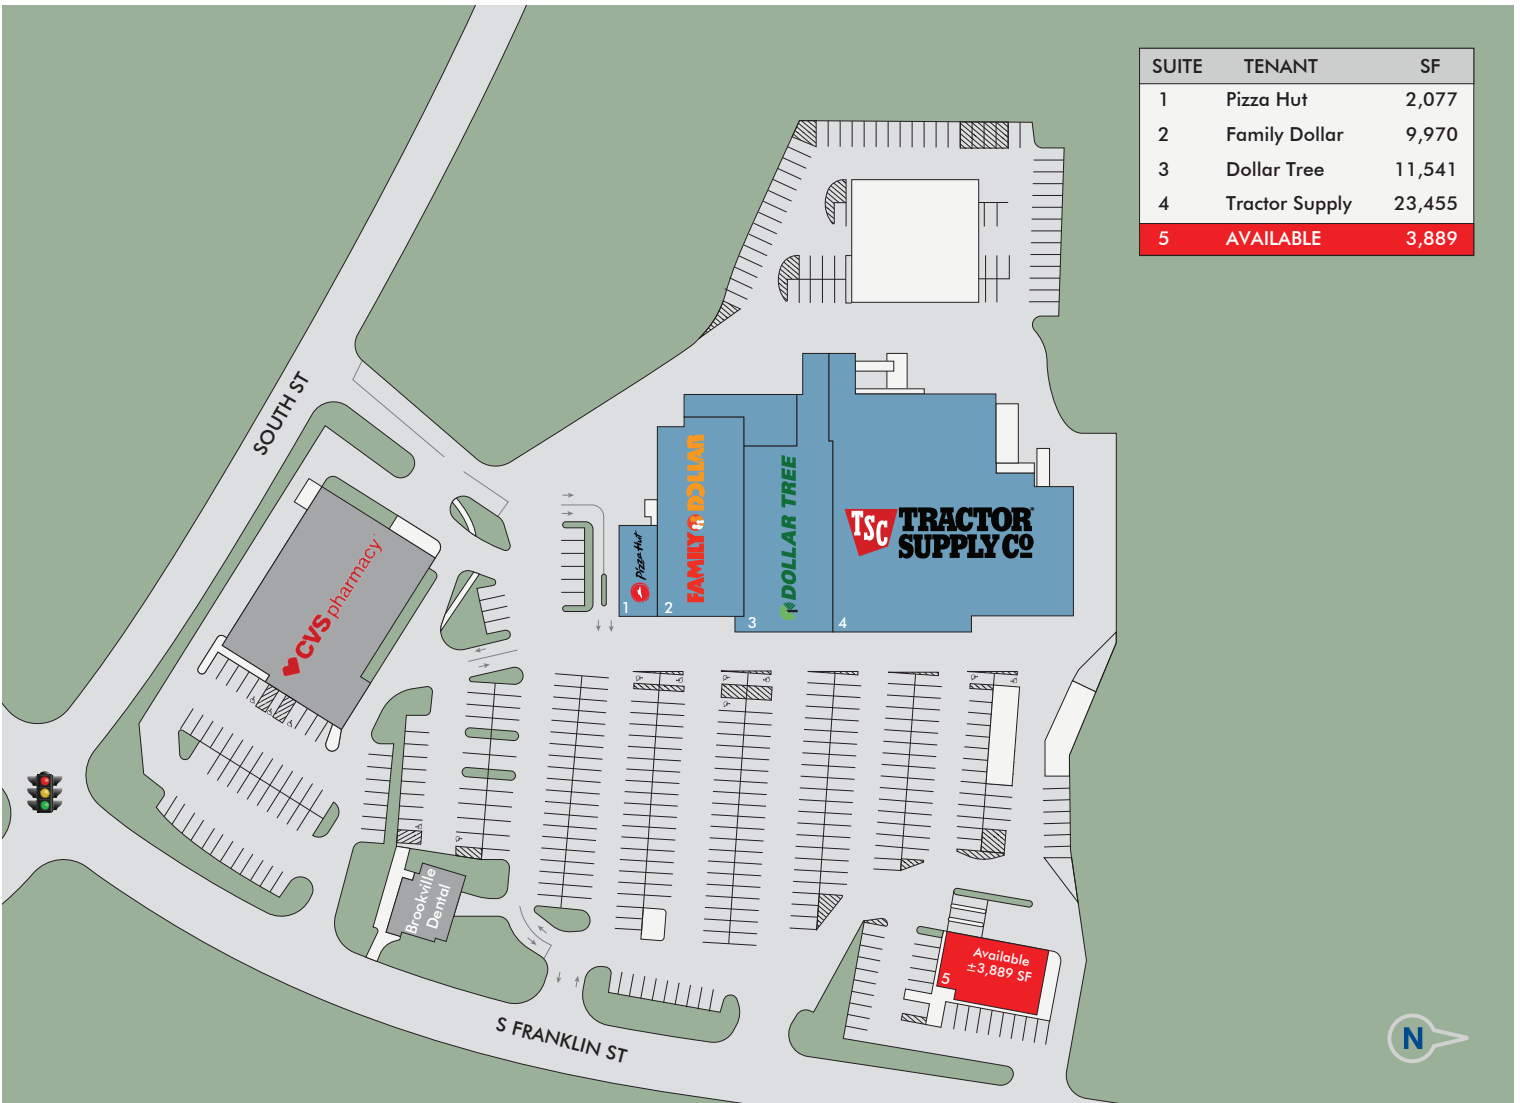 SUITE TENANT SF
1 Pizza Hut 2,077
2 Family Dollar 9,970
3 Dollar Tree 11,541
4 Tractor Supply 23,455
5 AVAILABLE 3,889
SOUTH ST
CVS pharmacy
Pizza Hut
1
FAMILY DOLLAR
2
DOLLAR TREE
3
TSC TRACTOR
SUPPLY CO
4
Brookville
Dental
Available
±3,889 SF
5
S FRANKLIN ST
N